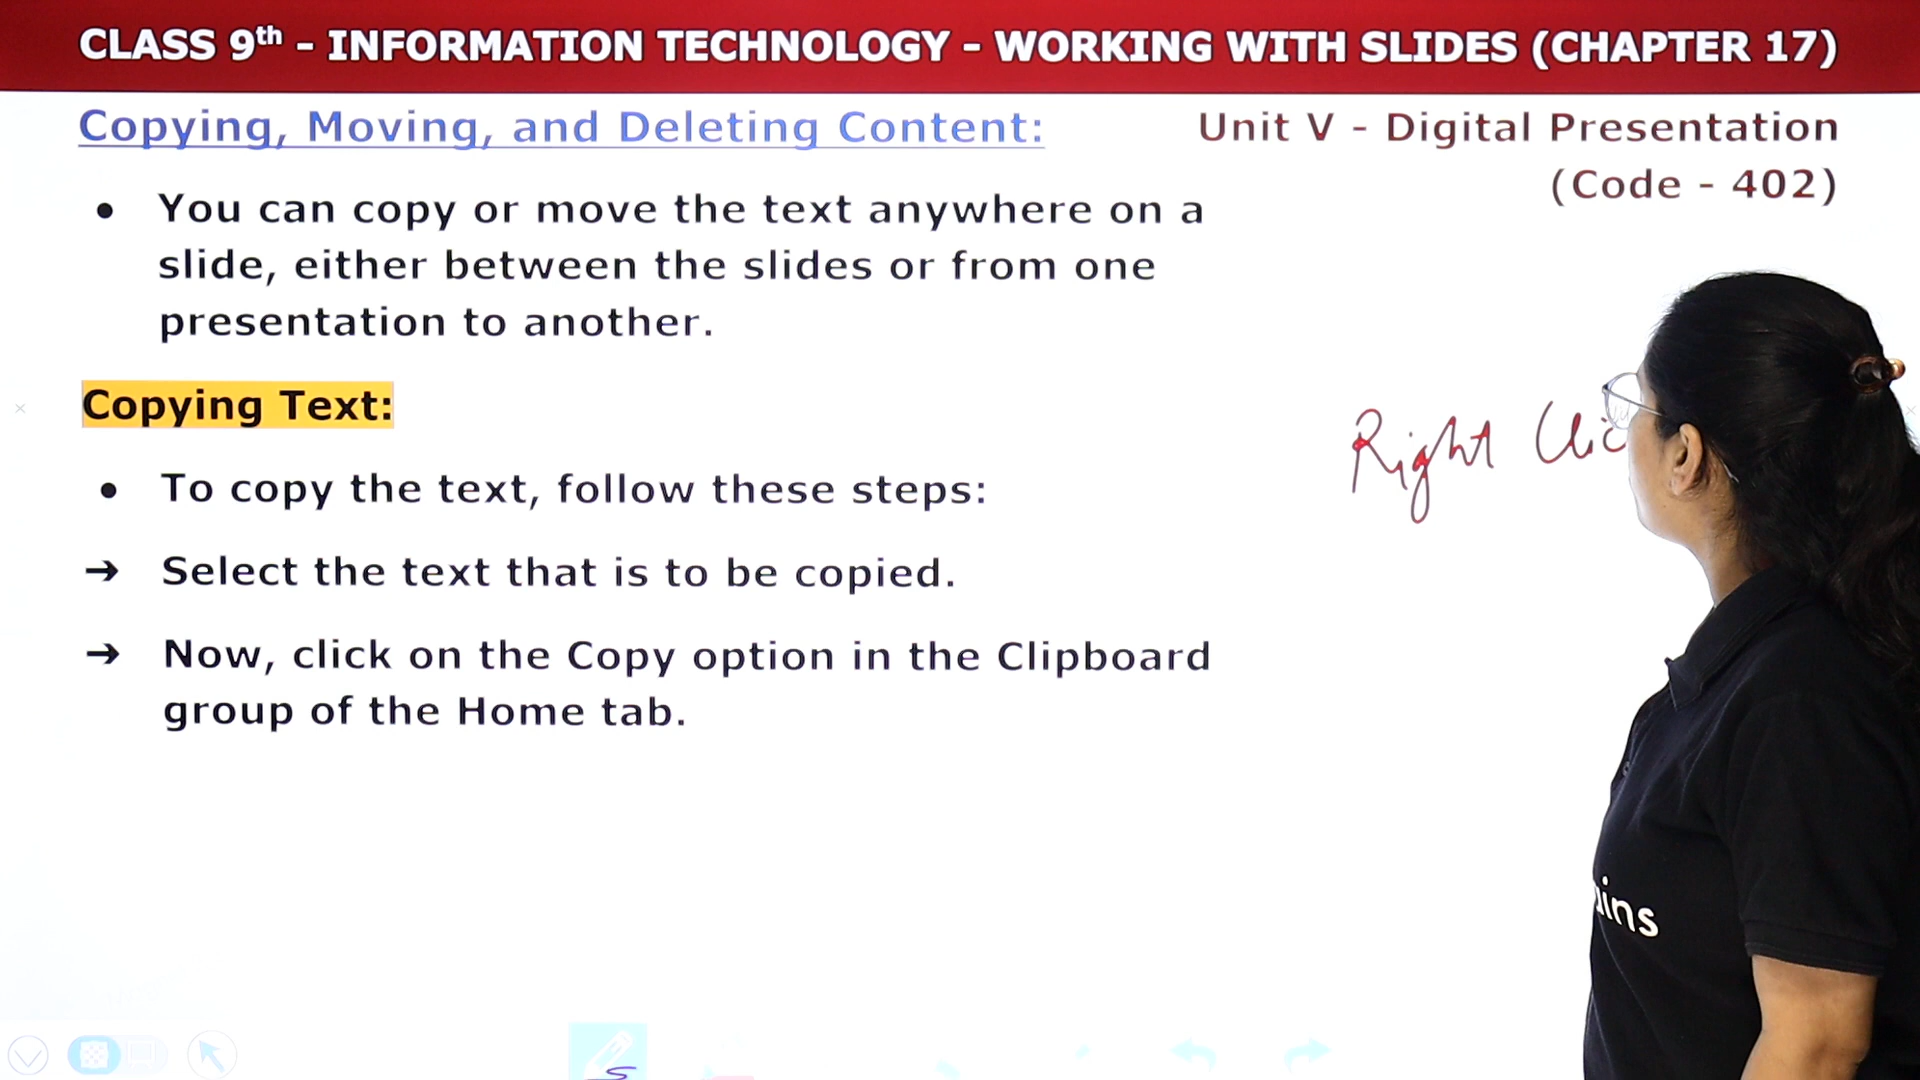 CLASS 9th - INFORMATION TECHNOLOGY - WORKING WITH SLIDES (CHAPTER 17)
Copying, Moving, and Deleting Content:
Unit V - Digital Presentation
(Code - 402)
• You can copy or move the text anywhere on a
slide, either between the slides or from one
presentation to another.
Copying Text:
Right
• To copy the text, follow these steps:
→ Select the text that is to be copied.
→ Now, click on the Copy option in the Clipboard
group of the Home tab.